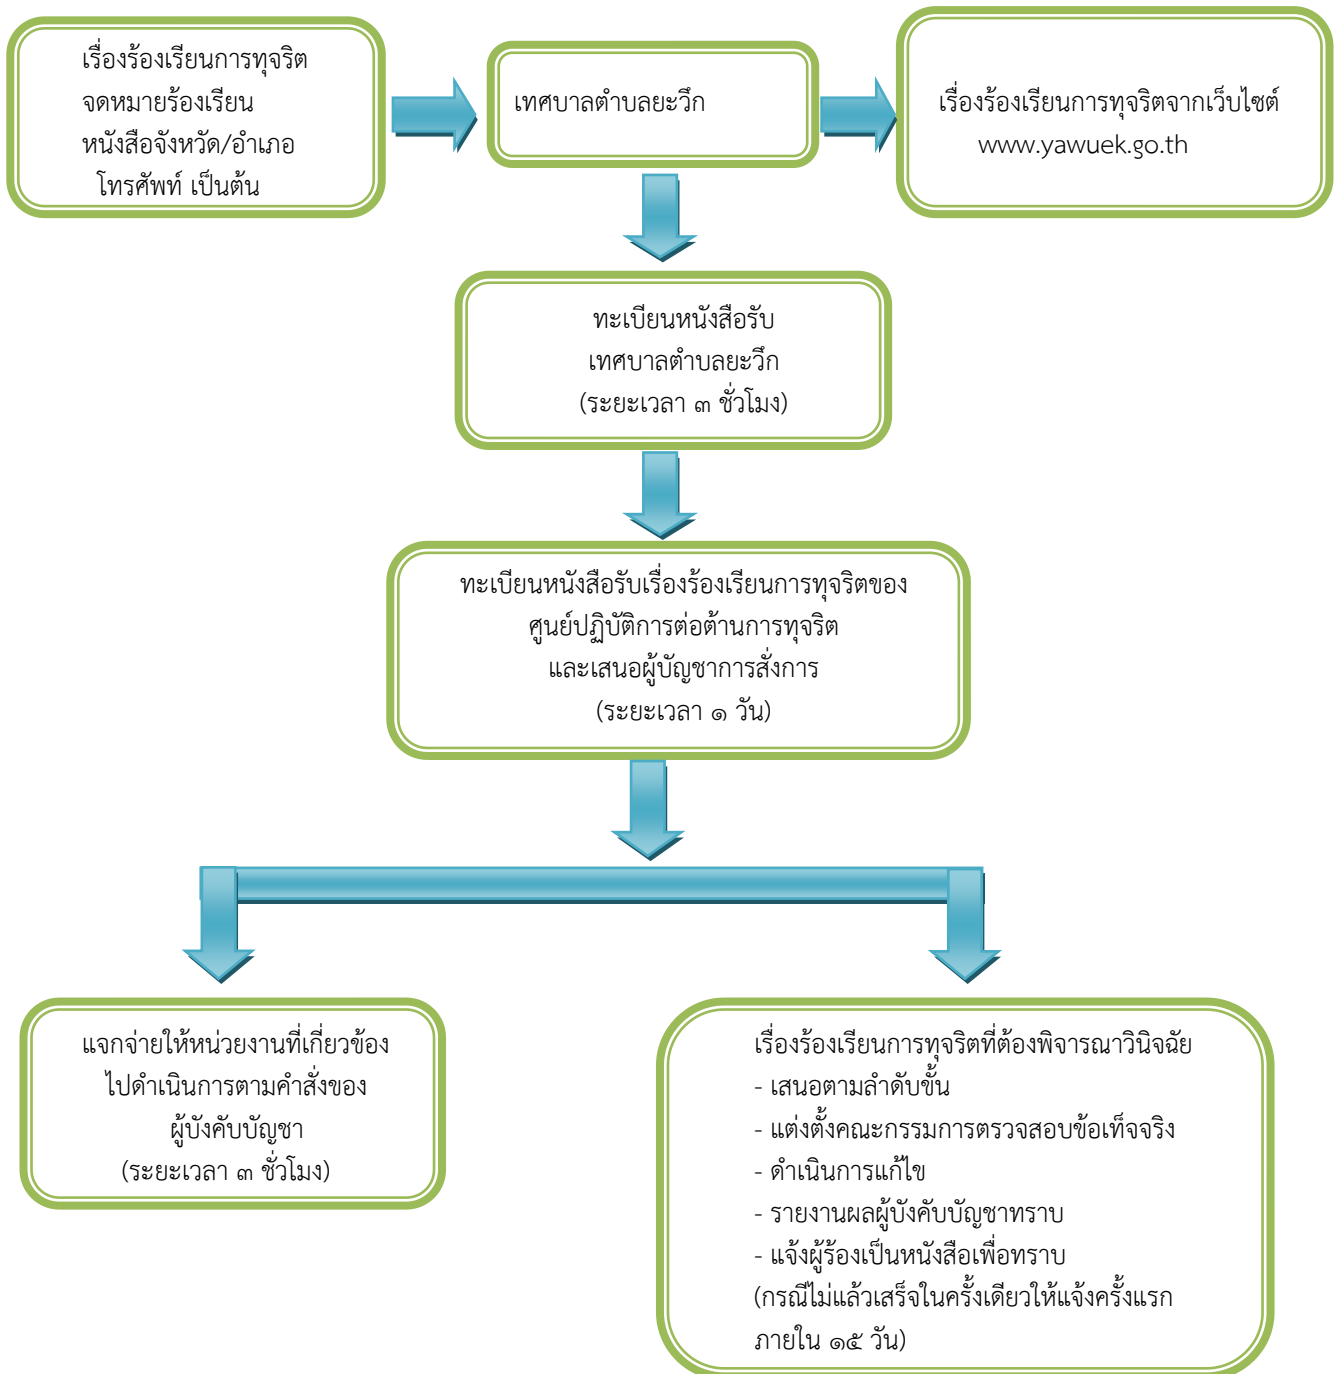 เรื่องร้องเรียนการทุจริต
จดหมายร้องเรียน
หนังสือจังหวัด/อำเภอ
โทรศัพท์ เป็นต้น
เทศบาลตำบลยะวึก
เรื่องร้องเรียนการทุจริตจากเว็บไซต์
www.yawuek.go.th
ทะเบียนหนังสือรับ
เทศบาลตำบลยะวึก
(ระยะเวลา ๓ ชั่วโมง)
ทะเบียนหนังสือรับเรื่องร้องเรียนการทุจริตของ
ศูนย์ปฏิบัติการต่อต้านการทุจริต
และเสนอผู้บัญชาการสั่งการ
(ระยะเวลา ๑ วัน)
แจกจ่ายให้หน่วยงานที่เกี่ยวข้อง
ไปดำเนินการตามคำสั่งของ
ผู้บังคับบัญชา
(ระยะเวลา ๓ ชั่วโมง)
เรื่องร้องเรียนการทุจริตที่ต้องพิจารณาวินิจฉัย
- เสนอตามลำดับขั้น
- แต่งตั้งคณะกรรมการตรวจสอบข้อเท็จจริง
- ดำเนินการแก้ไข
- รายงานผลผู้บังคับบัญชาทราบ
- แจ้งผู้ร้องเป็นหนังสือเพื่อทราบ
(กรณีไม่แล้วเสร็จในครั้งเดียวให้แจ้งครั้งแรก
ภายใน ๑๕ วัน)